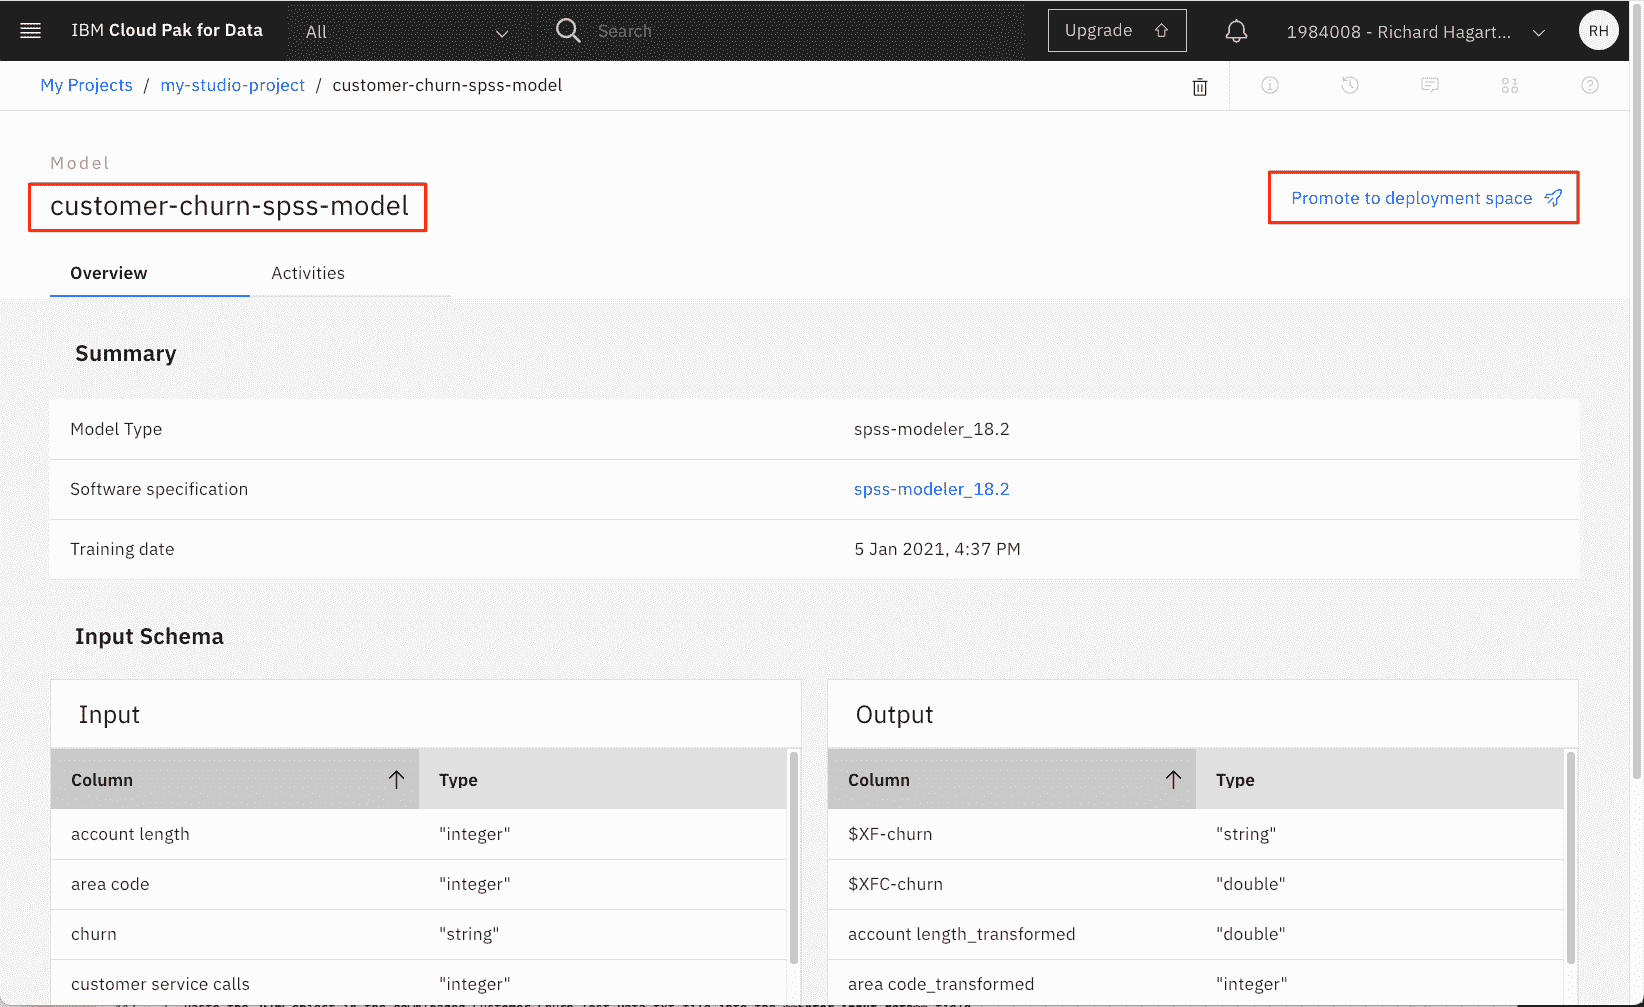 IBM Cloud Pak for Data
All
Search
Upgrade
1984008 - Richard Hagart...
RH
My Projects / my-studio-project / customer-churn-spss-model
Model
customer-churn-spss-model
Promote to deployment space
Overview
Activities
Summary
Model Type
spss-modeler_18.2
Software specification
spss-modeler_18.2
Training date
5 Jan 2021, 4:37 PM
Input Schema
Input
Column
Type
account length
"integer"
area code
"integer"
churn
"string"
customer service calls
"integer"
Output
Column
Type
$XF-churn
"string"
$XFC-churn
"double"
account length_transformed
"double"
area code_transformed
"integer"